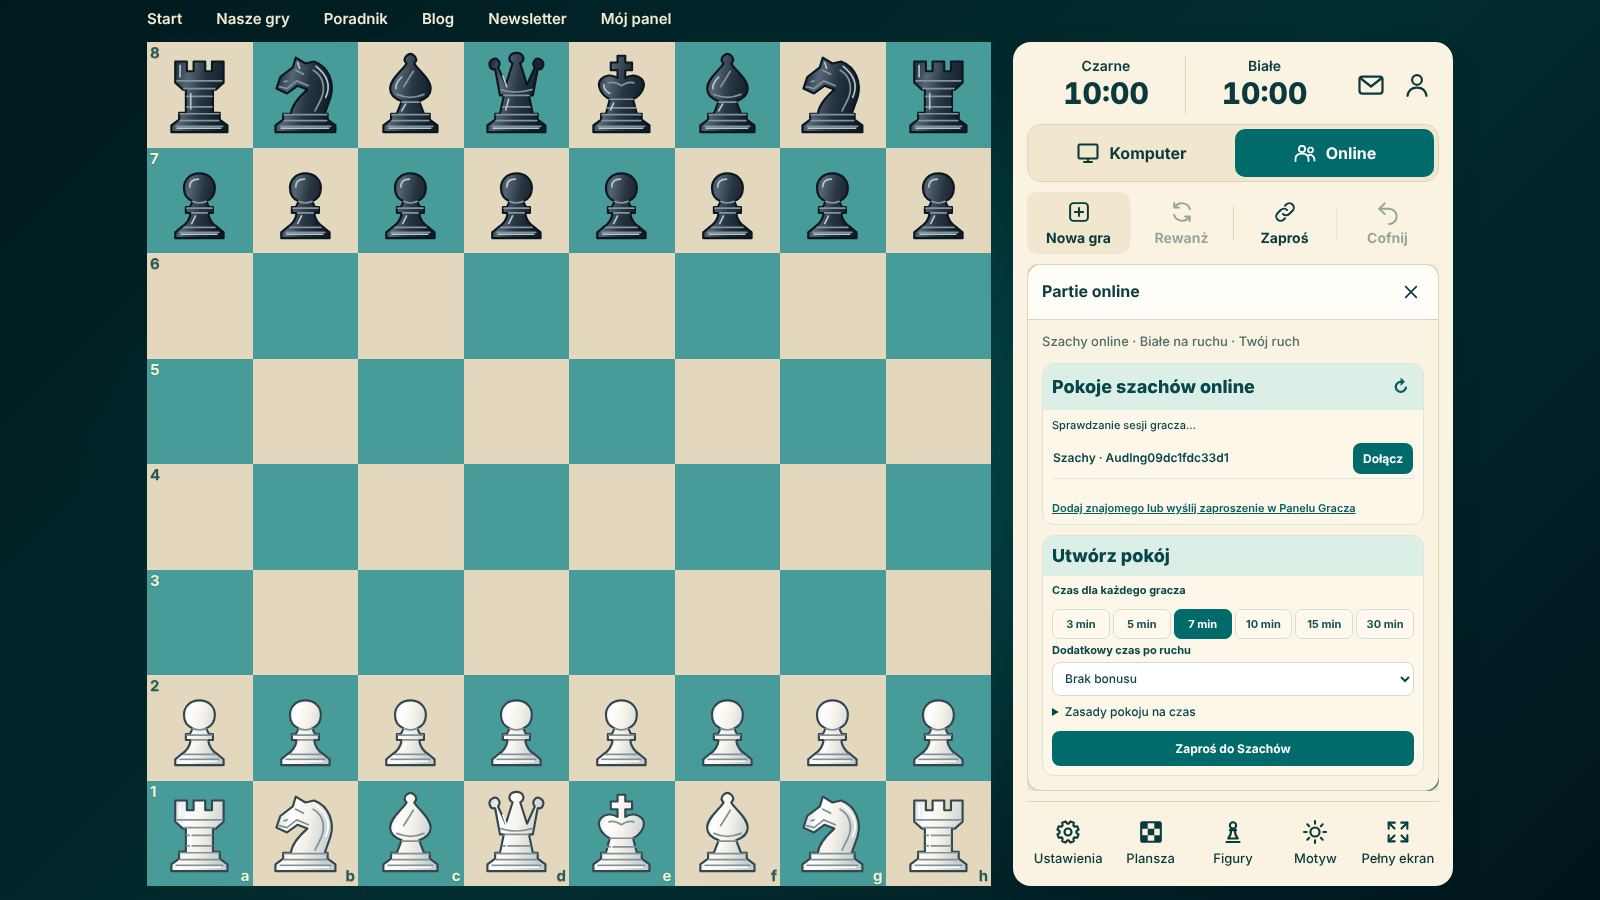 Start Nasze gry Poradnik Blog Newsletter Mój panel
8
7
6
5
4
3
2
1
a b c d e f g h
Czarne Białe
10:00 10:00
Komputer Online
Nowa gra Rewanż Zaproś Cofnij
Partie online
Szachy online · Białe na ruchu · Twój ruch
Pokoje szachów online
Sprawdzanie sesji gracza...
Szachy · Audlng09dc1fdc33d1
Dołącz
Dodaj znajomego lub wyślij zaproszenie w Panelu Gracza
Utwórz pokój
Czas dla każdego gracza
3 min 5 min 7 min 10 min 15 min 30 min
Dodatkowy czas po ruchu
Brak bonusu
Zasady pokoju na czas
Zaproś do Szachów
Ustawienia Plansza Figury Motyw Pełny ekran